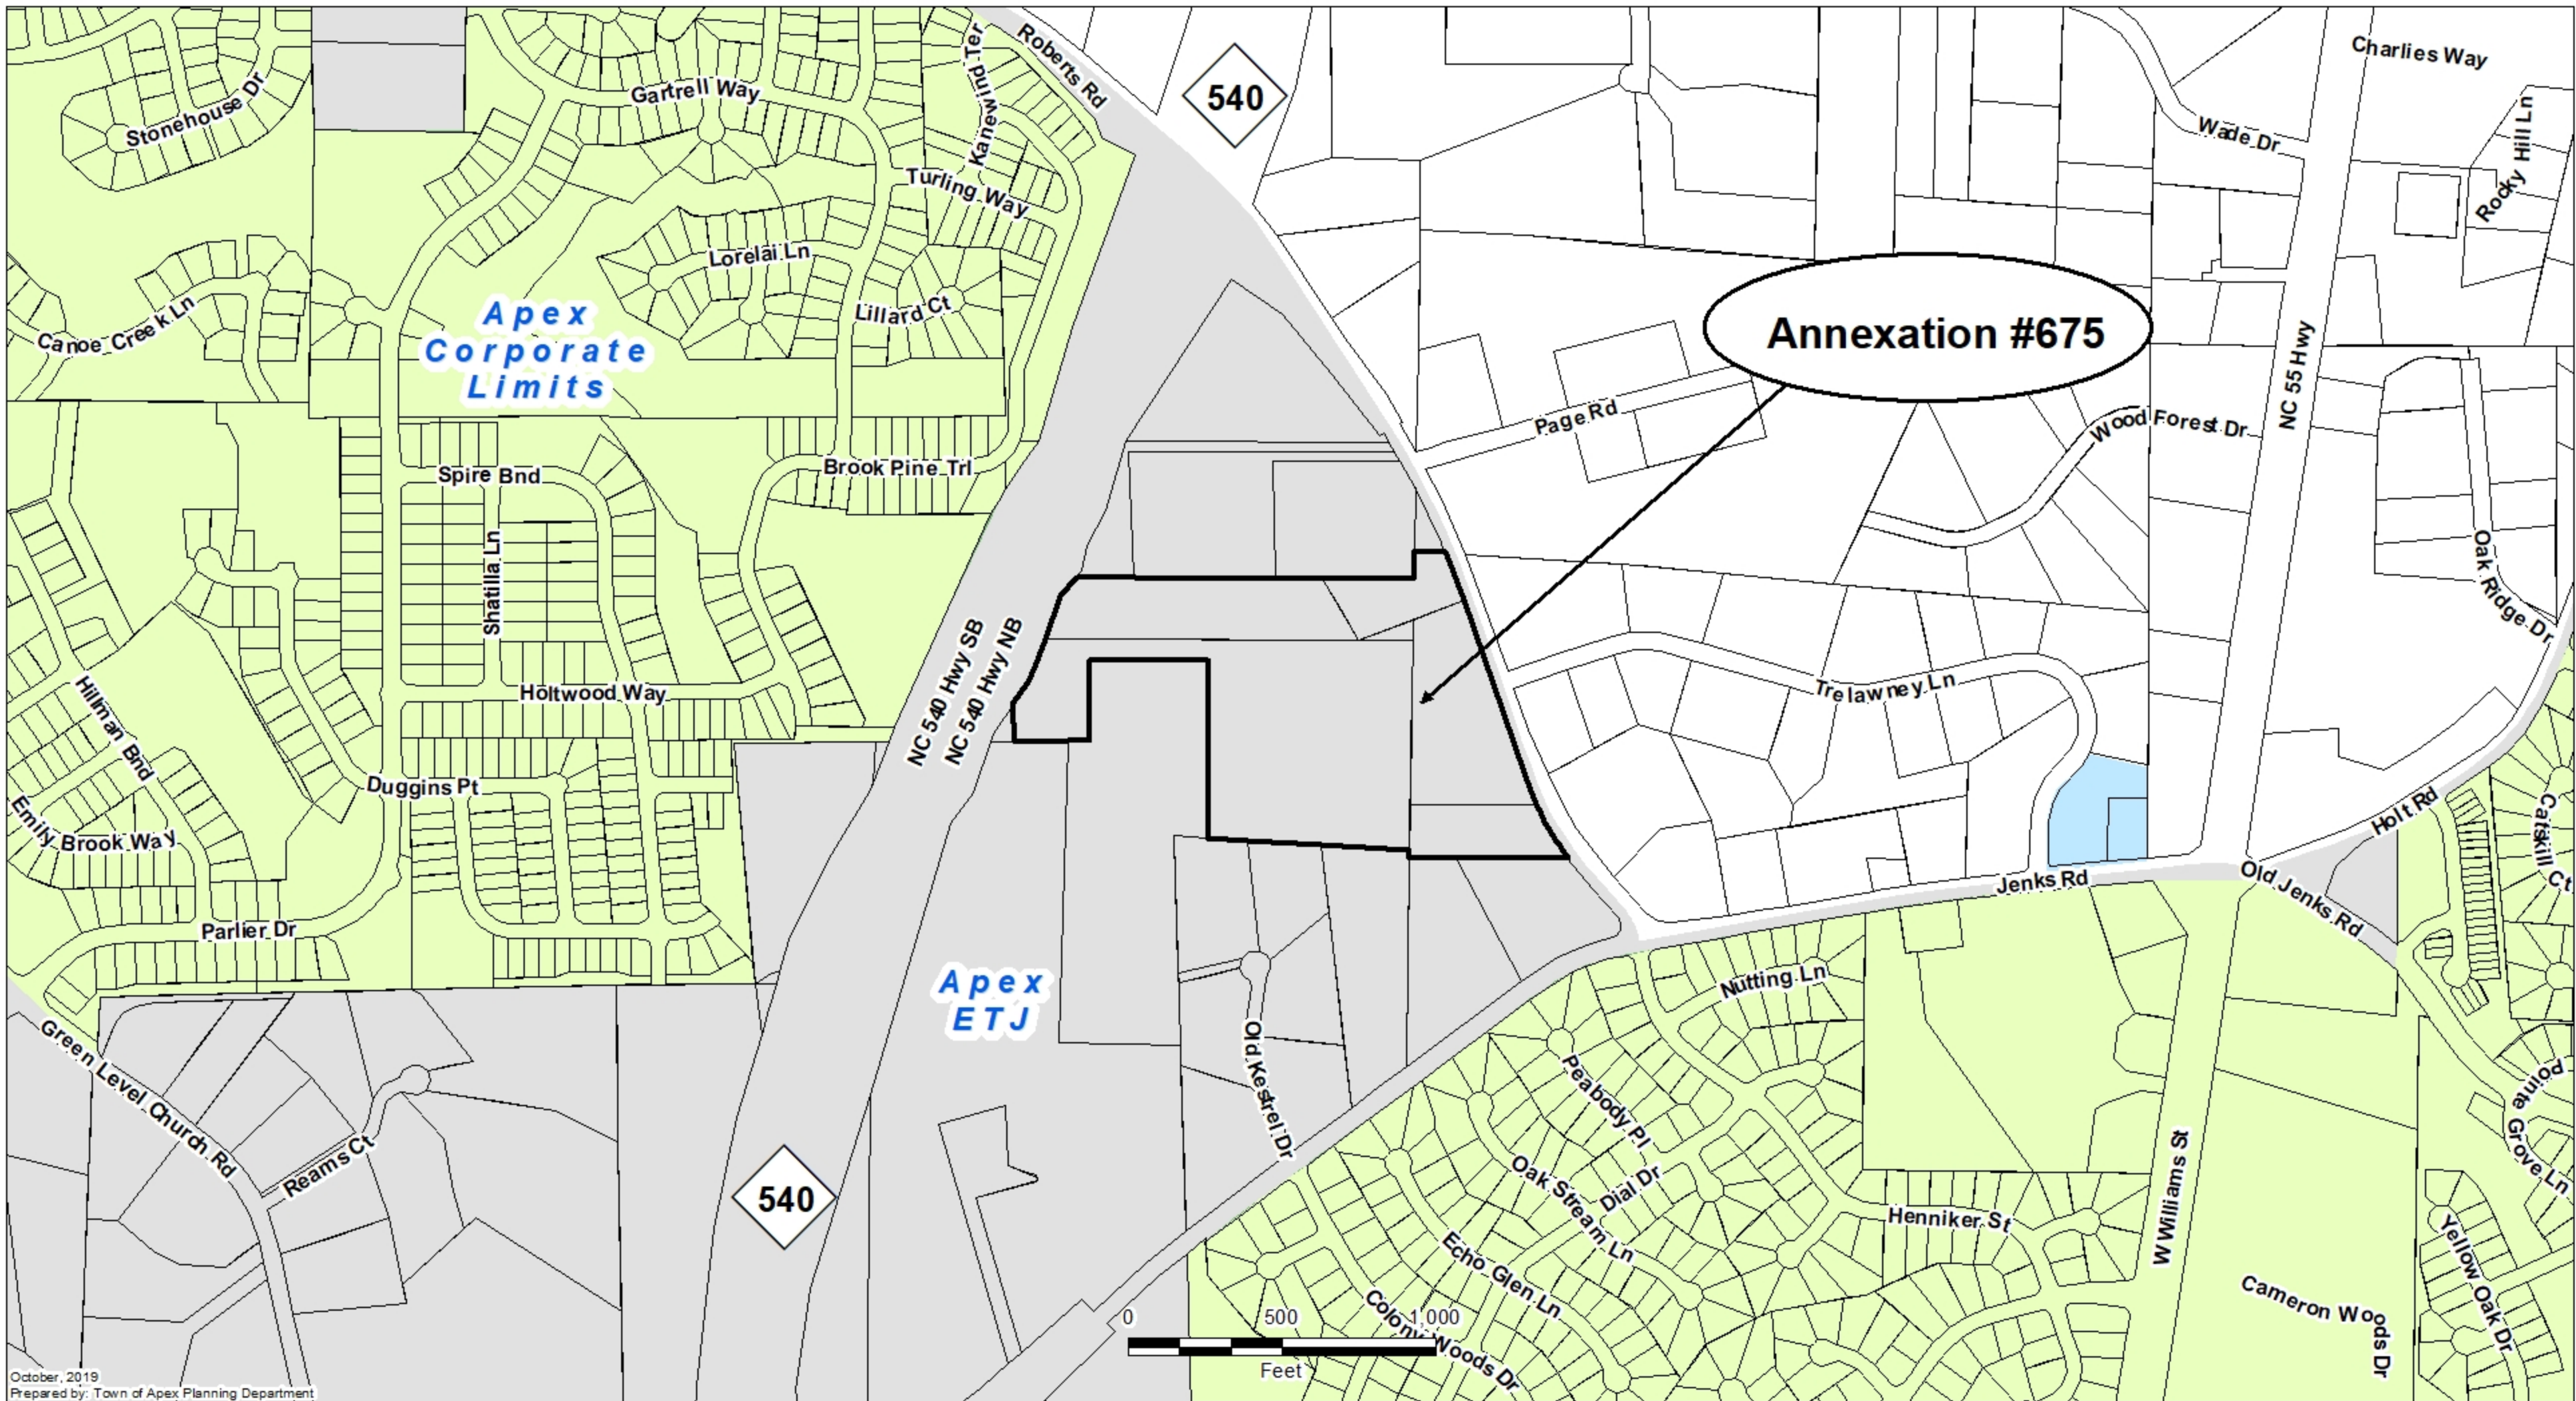 Roberts Rd
Kanewind Ter
Charlies Way
Stonehouse Dr
Gartrell Way
540
Wade Dr
Rocky Hill Ln
Turling Way
Lorelai Ln
Lillard Ct
Canoe Creek Ln
Apex
Corporate
Limits
Annexation #675
NC 55 Hwy
Page Rd
Wood Forest Dr
Spire Bnd
Brook Pine Trl
Shatilla Ln
Oak Ridge Dr
NC 540 Hwy SB
NC 540 Hwy NB
Holtwood Way
Trelawney Ln
Hillman Bnd
Duggins Pt
Emily Brook Way
Holt Rd
Catskill Ct
Jenks Rd
Old Jenks Rd
Parlier Dr
Nutting Ln
Apex
ETJ
Old Kestrel Dr
Green Level Church Rd
Reams Ct
Peabody Pl
Pointe
Grove Ln
Oak Stream Ln
Dial Dr
540
W Williams St
Henniker St
Echo Glen Ln
Yellow Oak Dr
Cameron Woods Dr
Colony Woods Dr
0 500 1,000
Feet
October, 2019
Prepared by: Town of Apex Planning Department